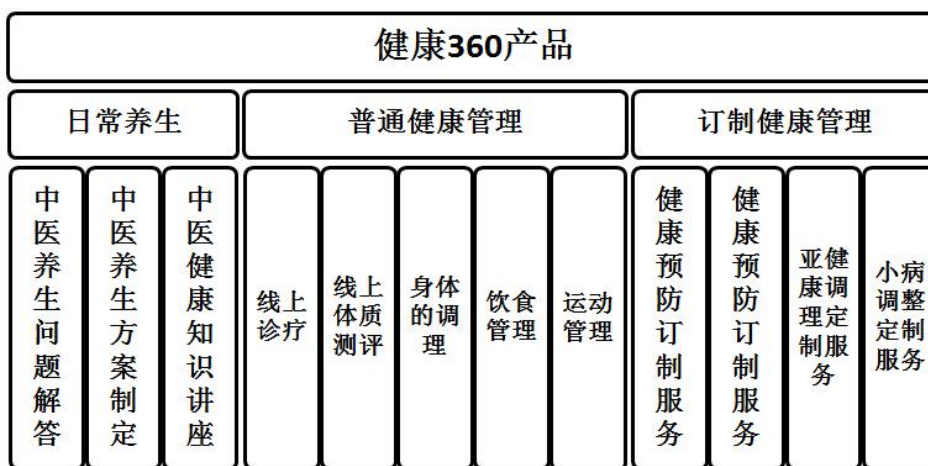 健康360产品
日常养生
普通健康管理
订制健康管理
中医养生问题解答
中医养生方案制定
中医健康知识讲座
线上
诊疗
线上
体质
测评
身体
的调
理
饮食
管理
运动
管理
健康预防订制服务
健康预防订制服务
亚健
康调
理定
制服
务
小病
调整
定制
服务